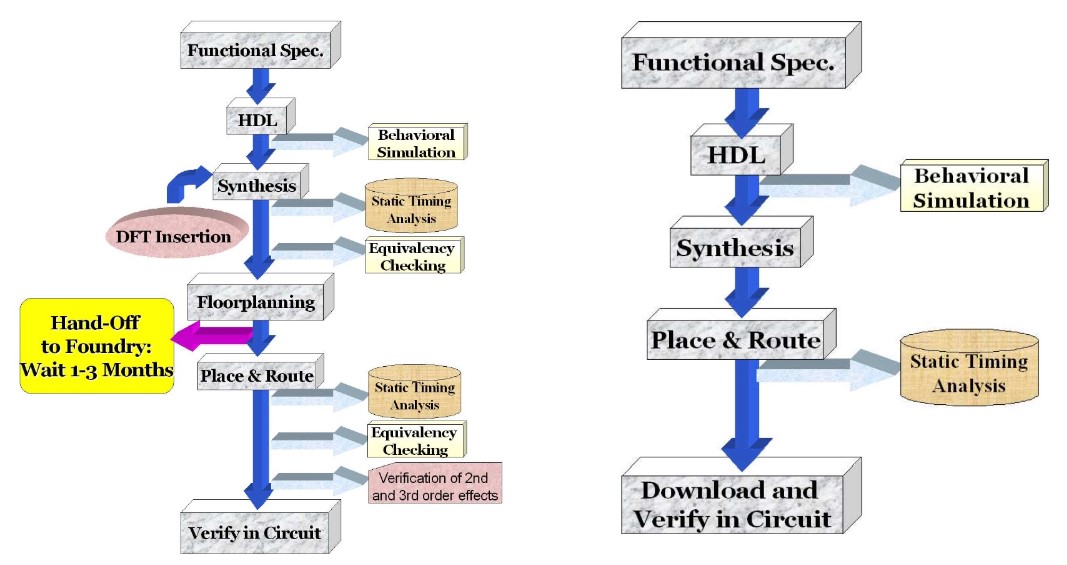 Functional Spec.
HDL
Behavioral
Simulation
Synthesis
Static Timing
Analysis
DFT Insertion
Equivalency
Checking
Floorplanning
Hand-Off
to Foundry:
Wait 1-3 Months
Place & Route
Static Timing
Analysis
Equivalency
Checking
Verification of 2nd
and 3rd order effects
Verify in Circuit
Functional Spec.
HDL
Behavioral
Simulation
Synthesis
Place & Route
Static Timing
Analysis
Download and
Verify in Circuit